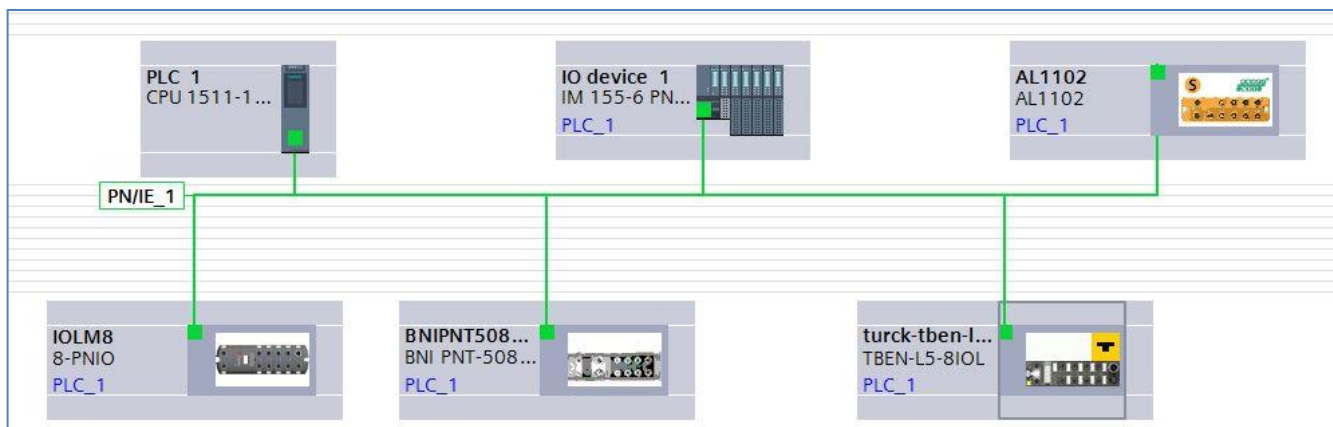 PLC_1
CPU 1511-1...
IO device_1
IM 155-6 PN...
PLC_1
AL1102
AL1102
PLC_1
PN/IE_1
IOLM8
8-PNIO
PLC_1
BNIPNT508...
BNI PNT-508...
PLC_1
turck-tben-l...
TBEN-L5-8IOL
PLC_1